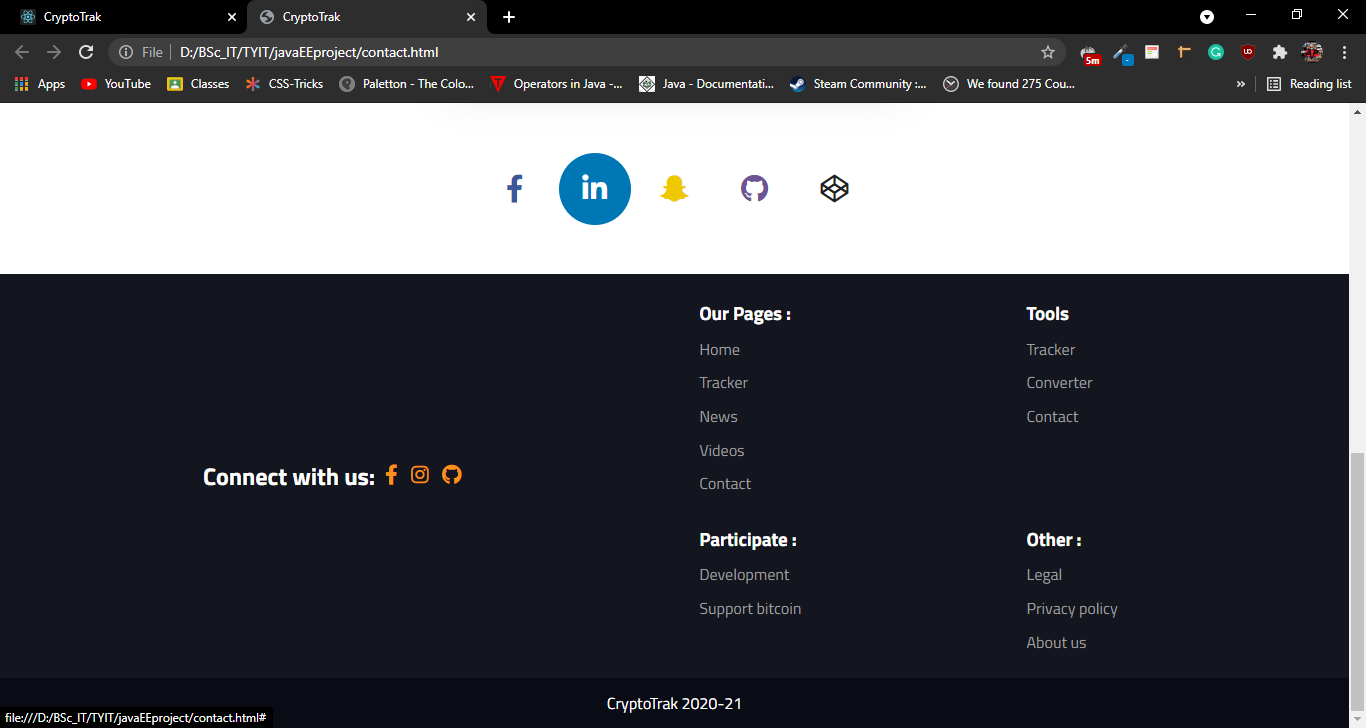 CryptoTrak
CryptoTrak
File D:/BSc_IT/TYIT/javaEEproject/contact.html
5m
Apps YouTube Classes CSS-Tricks Paletton - The Colo... Operators in Java -... Java - Documentati... Steam Community :... We found 275 Cou... » Reading list
in
Connect with us:
Our Pages :
Home
Tracker
News
Videos
Contact
Tools
Tracker
Converter
Contact
Participate :
Development
Support bitcoin
Other :
Legal
Privacy policy
About us
CryptoTrak 2020-21
file:///D:/BSc_IT/TYIT/javaEEproject/contact.html#